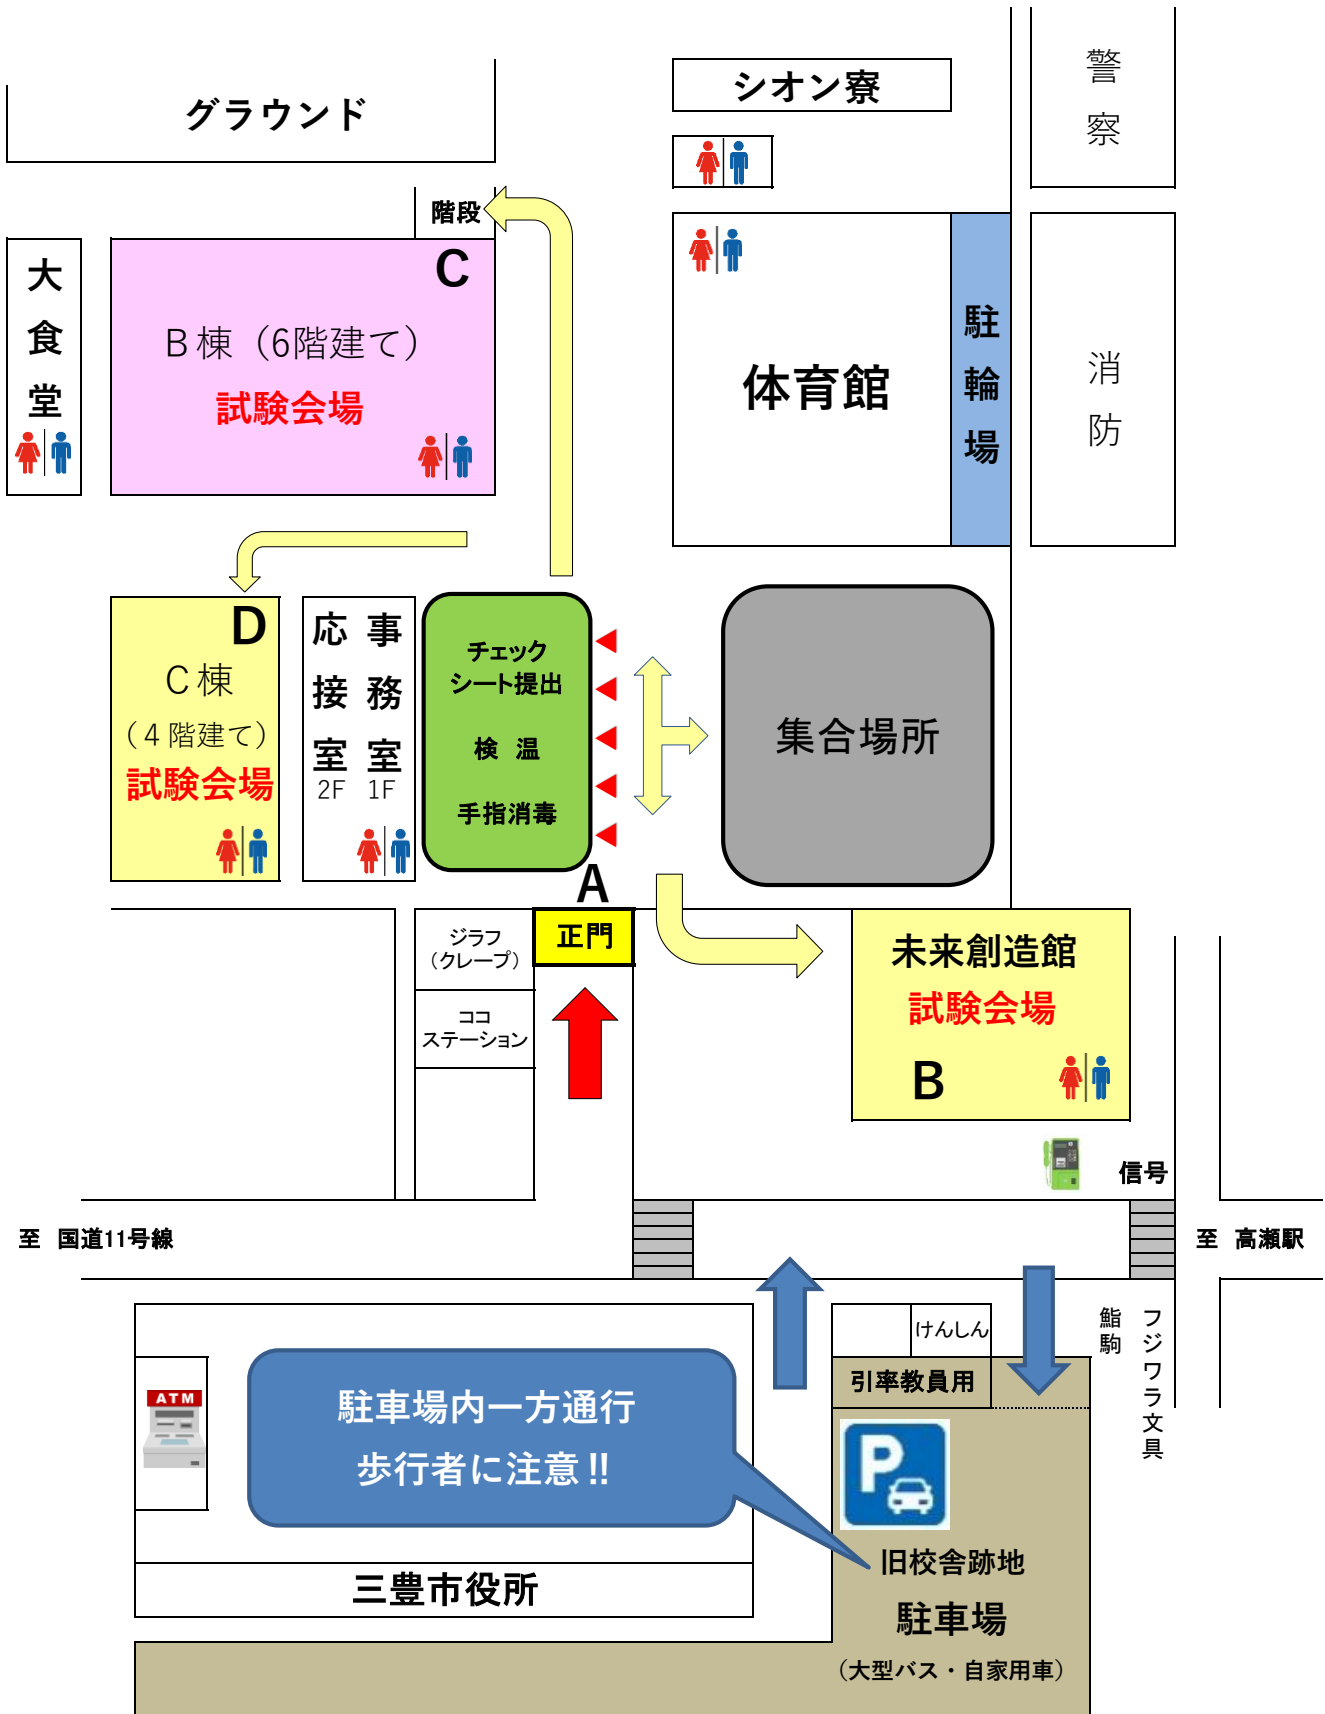 グラウンド
シオン寮
警察
階段
大食堂
C
B棟（6階建て）
試験会場
体育館
駐輪場
消防
D
C棟
（４階建て）
試験会場
応接室
2F
事務室
1F
チェック
シート提出
検　温
手指消毒
集合場所
A
正門
ジラフ
（クレープ）
ココ
ステーション
未来創造館
試験会場
B
信号
至　国道11号線
至　高瀬駅
けんしん
鮨駒
フジワラ文具
引率教員用
ATM
駐車場内一方通行
歩行者に注意!!
P
旧校舎跡地
駐車場
（大型バス・自家用車）
三豊市役所